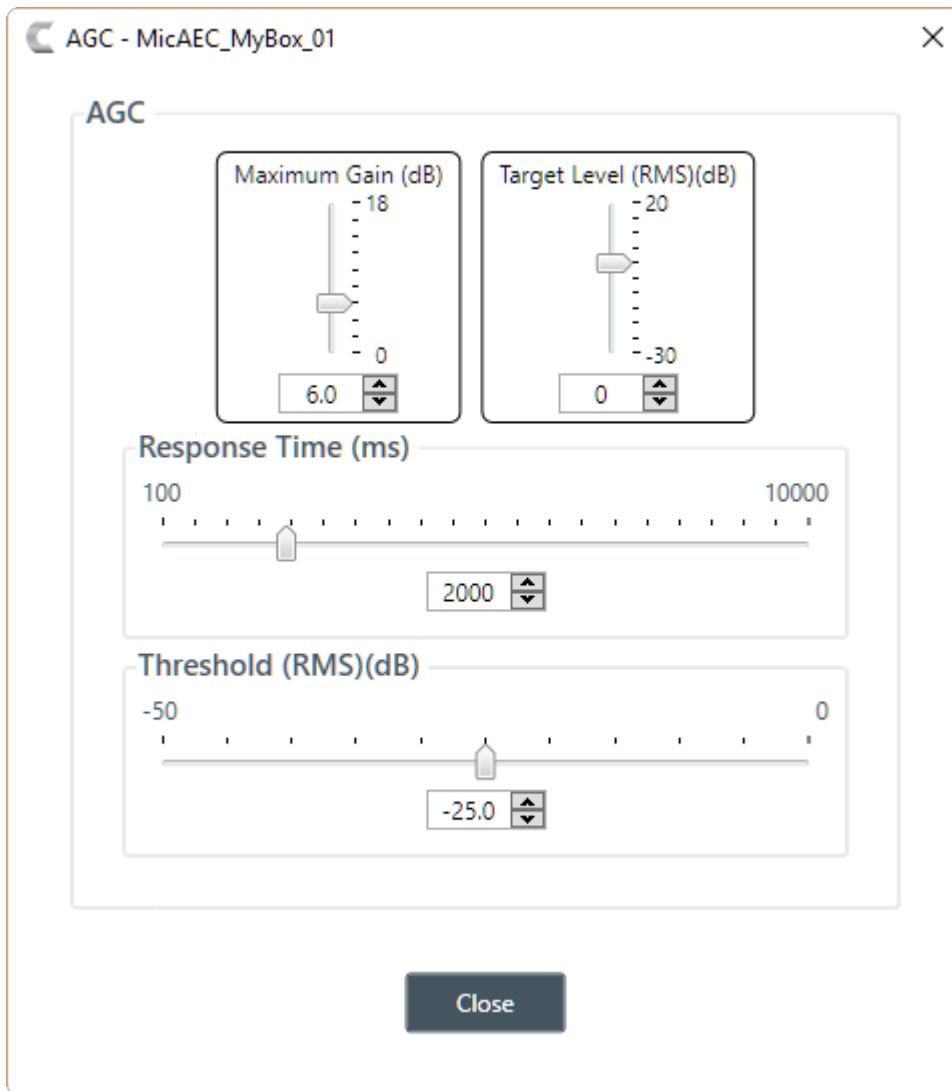 AGC - MicAEC_MyBox_01
AGC
Maximum Gain (dB)
18
0
6.0
Target Level (RMS)(dB)
20
-30
0
Response Time (ms)
100 10000
2000
Threshold (RMS)(dB)
-50 0
-25.0
Close